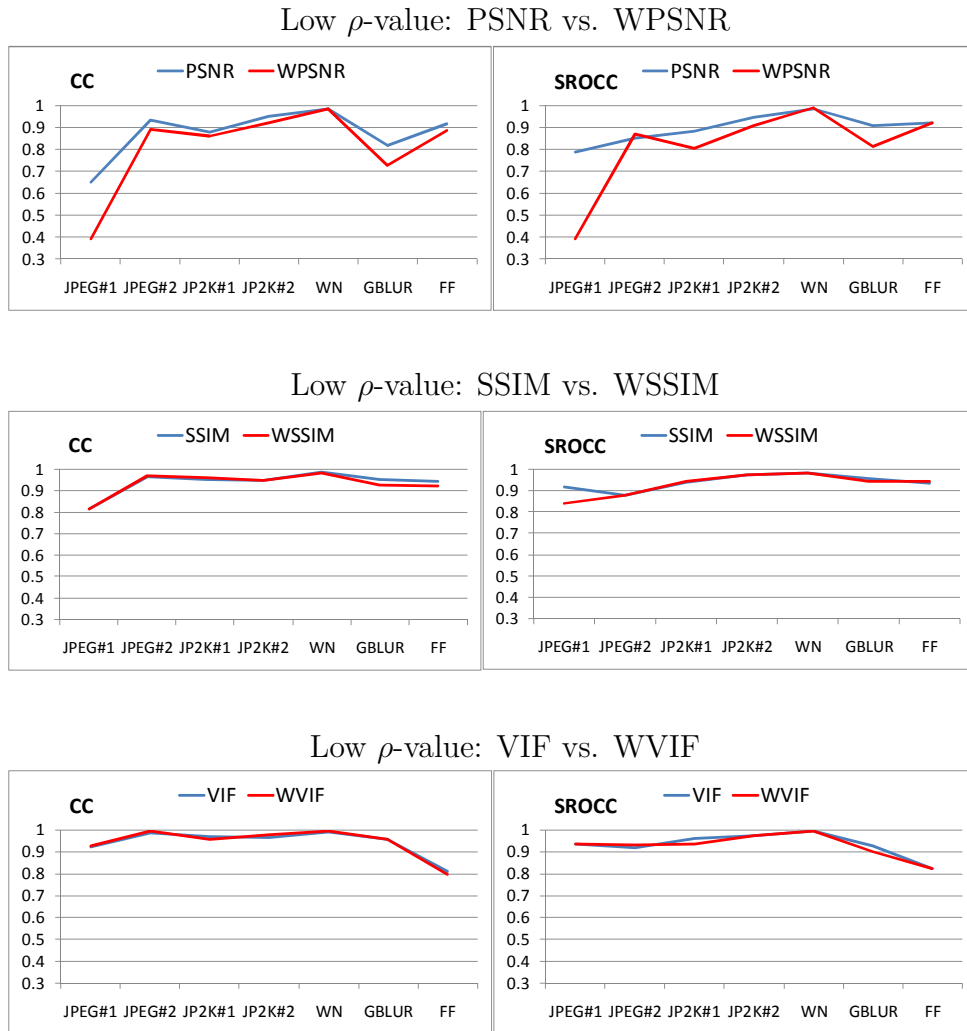 Low ρ-value: PSNR vs. WPSNR
CC
PSNR WPSNR
1
0.9
0.8
0.7
0.6
0.5
0.4
0.3
JPEG#1 JPEG#2 JP2K#1 JP2K#2 WN GBLUR FF
SROCC
PSNR WPSNR
1
0.9
0.8
0.7
0.6
0.5
0.4
0.3
JPEG#1 JPEG#2 JP2K#1 JP2K#2 WN GBLUR FF
Low ρ-value: SSIM vs. WSSIM
CC
SSIM WSSIM
1
0.9
0.8
0.7
0.6
0.5
0.4
0.3
JPEG#1 JPEG#2 JP2K#1 JP2K#2 WN GBLUR FF
SROCC
SSIM WSSIM
1
0.9
0.8
0.7
0.6
0.5
0.4
0.3
JPEG#1 JPEG#2 JP2K#1 JP2K#2 WN GBLUR FF
Low ρ-value: VIF vs. WVIF
CC
VIF WVIF
1
0.9
0.8
0.7
0.6
0.5
0.4
0.3
JPEG#1 JPEG#2 JP2K#1 JP2K#2 WN GBLUR FF
SROCC
VIF WVIF
1
0.9
0.8
0.7
0.6
0.5
0.4
0.3
JPEG#1 JPEG#2 JP2K#1 JP2K#2 WN GBLUR FF